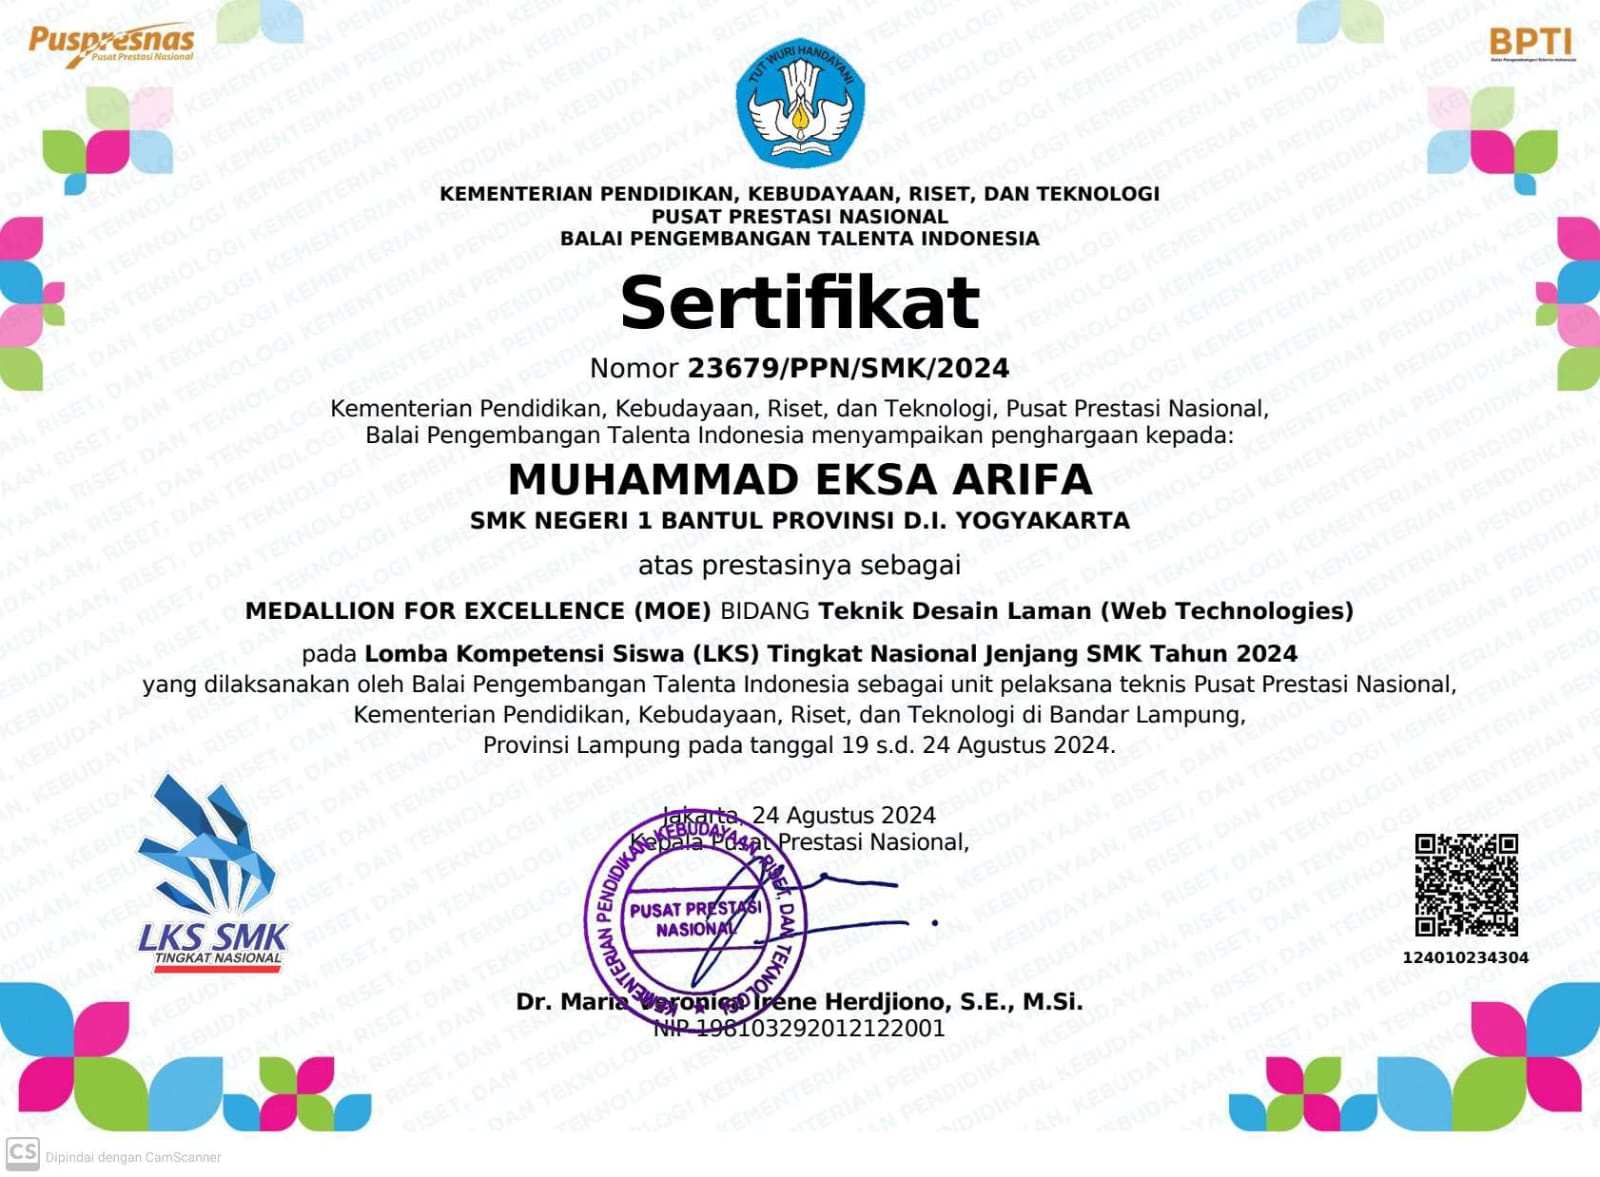 Puspresnas
Pusat Prestasi Nasional
BPTI
Balai Pengembangan Talenta Indonesia
TUT WURI HANDAYANI
KEMENTERIAN PENDIDIKAN, KEBUDAYAAN, RISET, DAN TEKNOLOGI
PUSAT PRESTASI NASIONAL
BALAI PENGEMBANGAN TALENTA INDONESIA
Sertifikat
Nomor 23679/PPN/SMK/2024
Kementerian Pendidikan, Kebudayaan, Riset, dan Teknologi, Pusat Prestasi Nasional,
Balai Pengembangan Talenta Indonesia menyampaikan penghargaan kepada:
MUHAMMAD EKSA ARIFA
SMK NEGERI 1 BANTUL PROVINSI D.I. YOGYAKARTA
atas prestasinya sebagai
MEDALLION FOR EXCELLENCE (MOE) BIDANG Teknik Desain Laman (Web Technologies)
pada Lomba Kompetensi Siswa (LKS) Tingkat Nasional Jenjang SMK Tahun 2024
yang dilaksanakan oleh Balai Pengembangan Talenta Indonesia sebagai unit pelaksana teknis Pusat Prestasi Nasional,
Kementerian Pendidikan, Kebudayaan, Riset, dan Teknologi di Bandar Lampung,
Provinsi Lampung pada tanggal 19 s.d. 24 Agustus 2024.
Jakarta, 24 Agustus 2024
Kepala Pusat Prestasi Nasional,
KEMENTERIAN PENDIDIKAN, KEBUDAYAAN, RISET, DAN TEKNOLOGI
PUSAT PRESTASI
NASIONAL
Dr. Maria Veronica Irene Herdjiono, S.E., M.Si.
NIP 198103292012122001
LKS SMK
TINGKAT NASIONAL
124010234304
CS
Dipindai dengan CamScanner